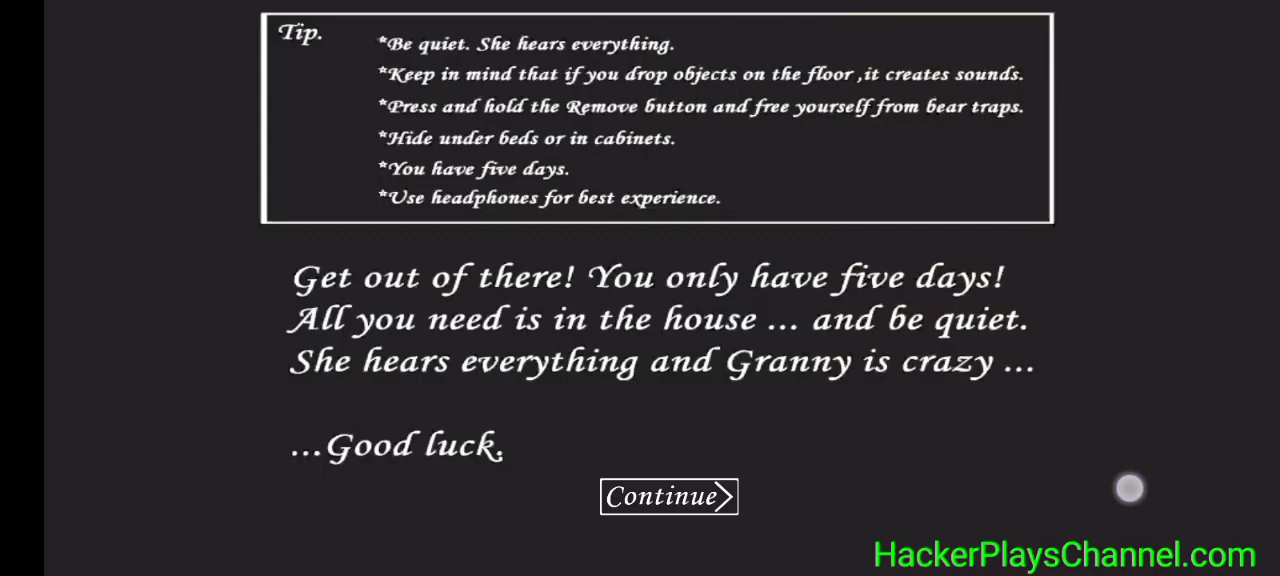 Tip.
*Be quiet. She hears everything.
*Keep in mind that if you drop objects on the floor ,it creates sounds.
*Press and hold the Remove button and free yourself from bear traps.
*Hide under beds or in cabinets.
*You have five days.
*Use headphones for best experience.
Get out of there! You only have five days!
All you need is in the house ... and be quiet.
She hears everything and Granny is crazy ...
...Good luck.
Continue>
HackerPlaysChannel.com